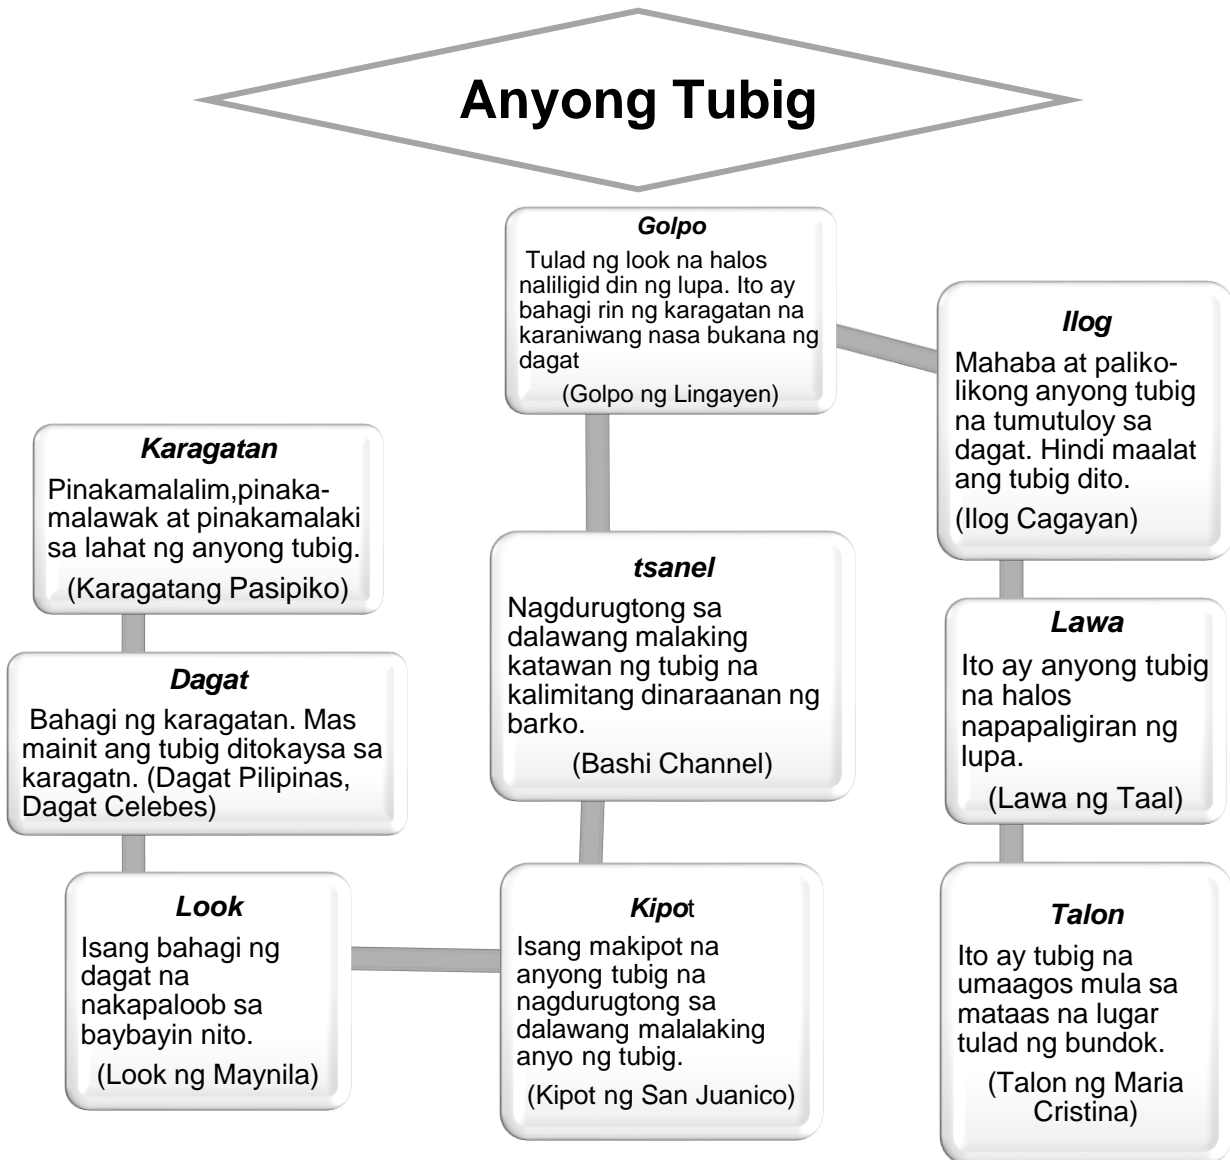 Anyong Tubig
Karagatan
Pinakamalalim,pinaka-
malawak at pinakamalaki
sa lahat ng anyong tubig.
(Karagatang Pasipiko)
Dagat
Bahagi ng karagatan. Mas
mainit ang tubig ditokaysa sa
karagatn. (Dagat Pilipinas,
Dagat Celebes)
Look
Isang bahagi ng
dagat na
nakapaloob sa
baybayin nito.
(Look ng Maynila)
Kipot
Isang makipot na
anyong tubig na
nagdurugtong sa
dalawang malalaking
anyo ng tubig.
(Kipot ng San Juanico)
tsanel
Nagdurugtong sa
dalawang malaking
katawan ng tubig na
kalimitang dinaraanan ng
barko.
(Bashi Channel)
Golpo
Tulad ng look na halos
naliligid din ng lupa. Ito ay
bahagi rin ng karagatan na
karaniwang nasa bukana ng
dagat
(Golpo ng Lingayen)
Ilog
Mahaba at paliko-
likong anyong tubig
na tumutuloy sa
dagat. Hindi maalat
ang tubig dito.
(Ilog Cagayan)
Lawa
Ito ay anyong tubig
na halos
napapaligiran ng
lupa.
(Lawa ng Taal)
Talon
Ito ay tubig na
umaagos mula sa
mataas na lugar
tulad ng bundok.
(Talon ng Maria
Cristina)